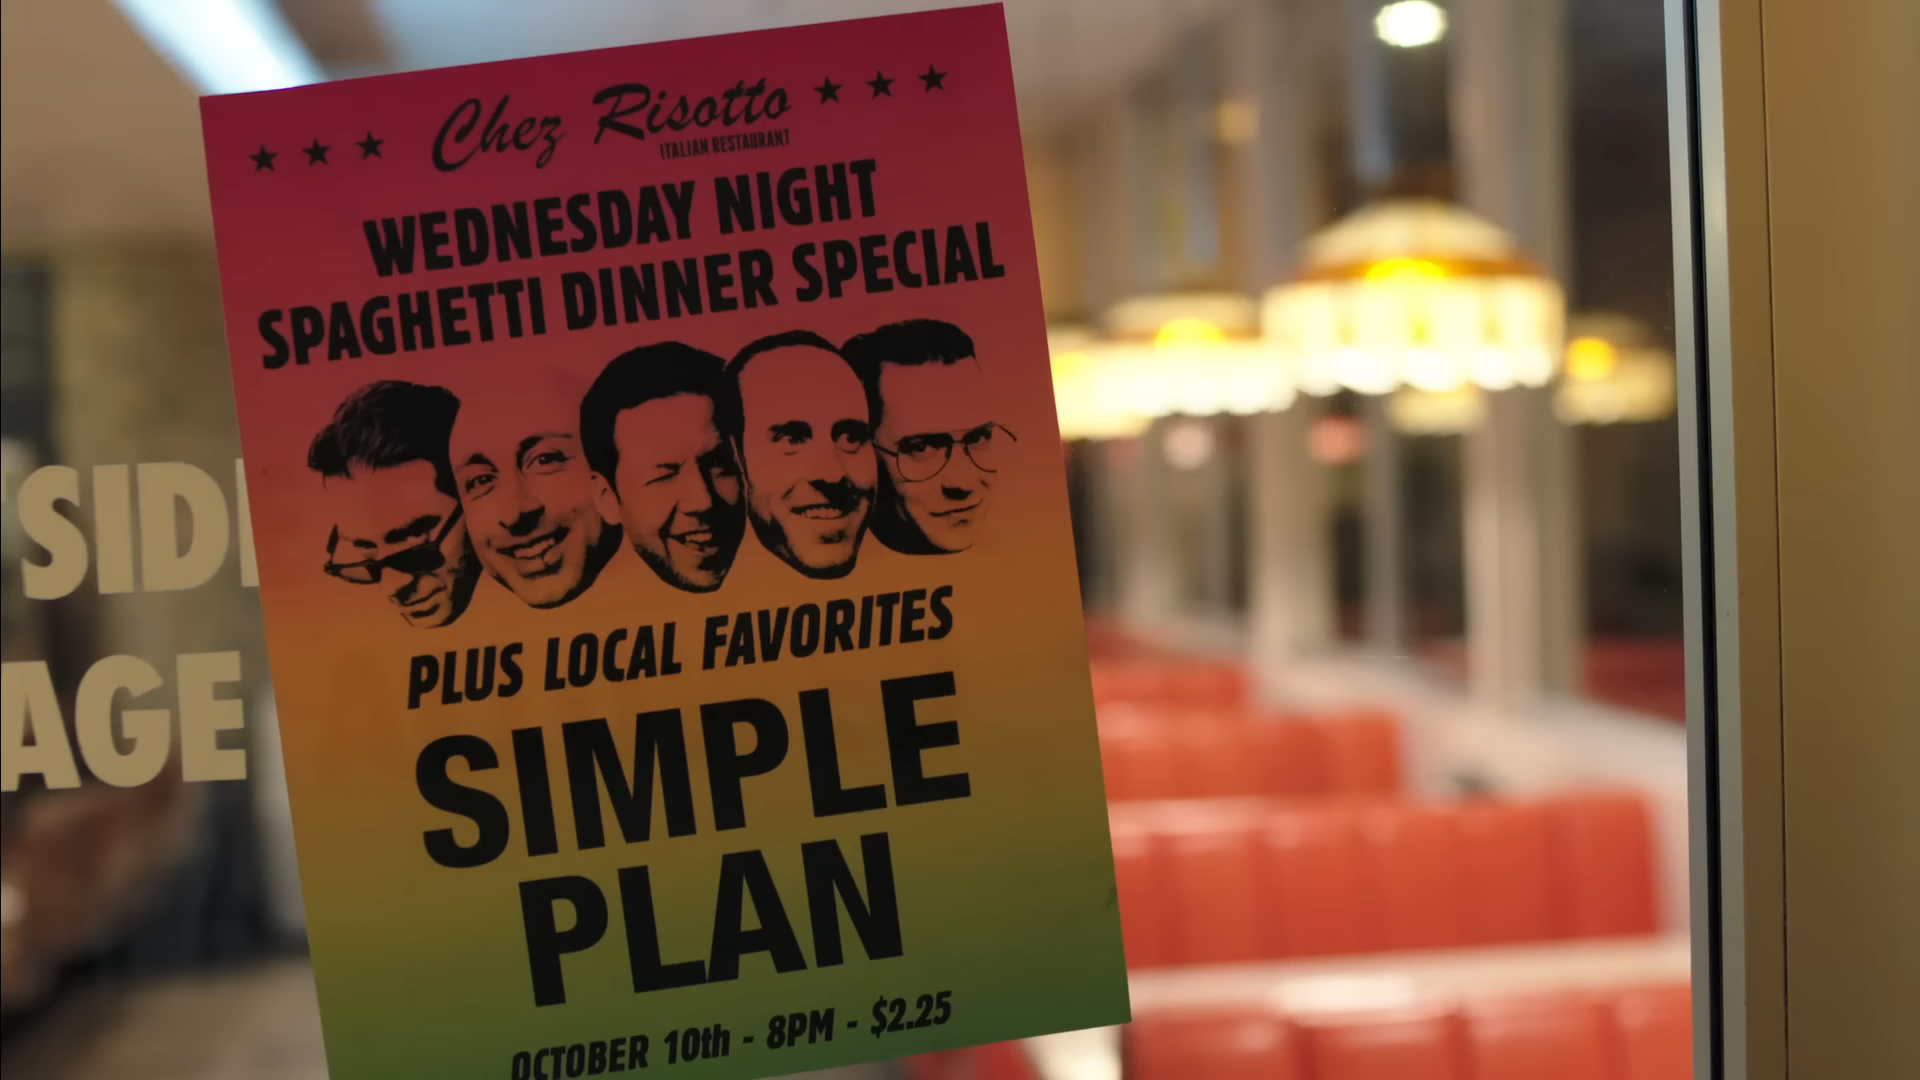 Chez Risotto
ITALIAN RESTAURANT
WEDNESDAY NIGHT
SPAGHETTI DINNER SPECIAL
PLUS LOCAL FAVORITES
SIMPLE
PLAN
OCTOBER 10th - 8PM - $2.25
SID
AGE